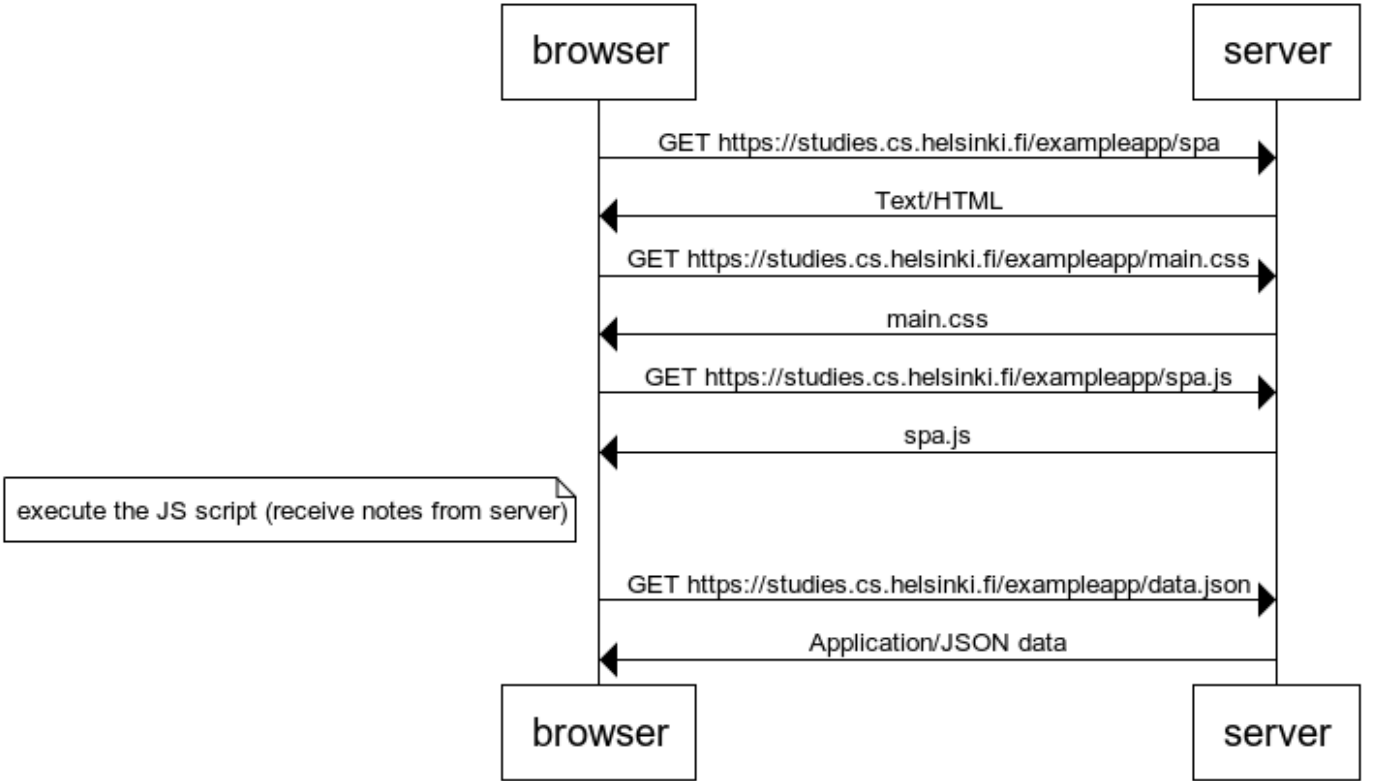 browser
server
GET https://studies.cs.helsinki.fi/exampleapp/spa
Text/HTML
GET https://studies.cs.helsinki.fi/exampleapp/main.css
main.css
GET https://studies.cs.helsinki.fi/exampleapp/spa.js
spa.js
execute the JS script (receive notes from server)
GET https://studies.cs.helsinki.fi/exampleapp/data.json
Application/JSON data
browser
server